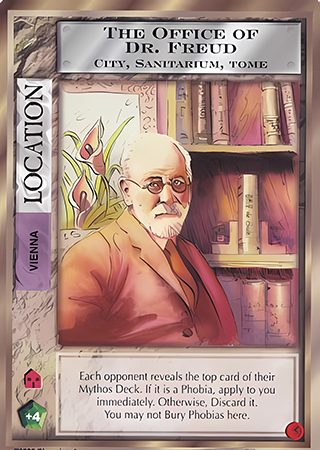 THE OFFICE OF
DR. FREUD
CITY, SANITARIUM, TOME
LOCATION
VIENNA
Each opponent reveals the top card of their
Mythos Deck. If it is a Phobia, apply to you
immediately. Otherwise, Discard it.
You may not Bury Phobias here.
+4